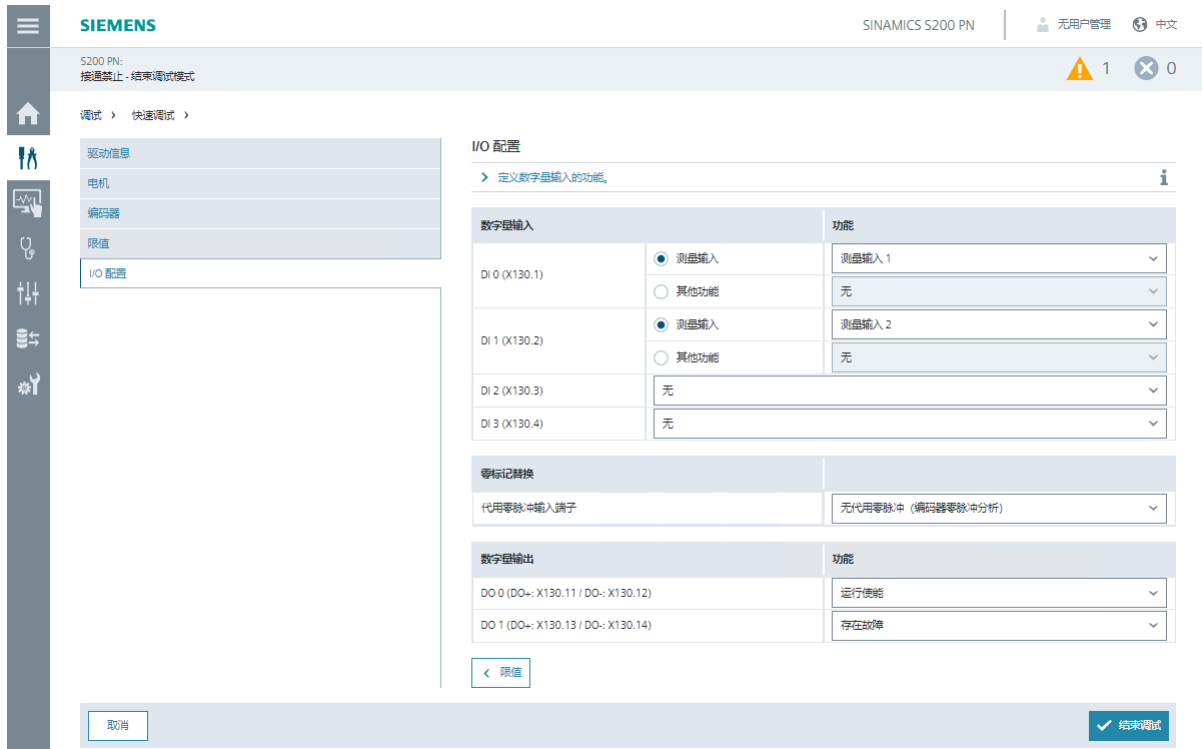 SIEMENS
SINAMICS S200 PN
无用户管理
中文
S200 PN:
接通禁止 - 结束调试模式
1
0
调试 › 快速调试 ›
驱动信息
电机
编码器
限值
I/O 配置
I/O 配置
定义数字量输入的功能。
数字量输入 功能
DI 0 (X130.1)
测量输入 测量输入 1
其他功能 无
DI 1 (X130.2)
测量输入 测量输入 2
其他功能 无
DI 2 (X130.3) 无
DI 3 (X130.4) 无
零标记替换
代用零脉冲输入端子 无代用零脉冲（编码器零脉冲分析）
数字量输出 功能
DO 0 (DO+: X130.11 / DO-: X130.12) 运行使能
DO 1 (DO+: X130.13 / DO-: X130.14) 存在故障
限值
取消
结束调试